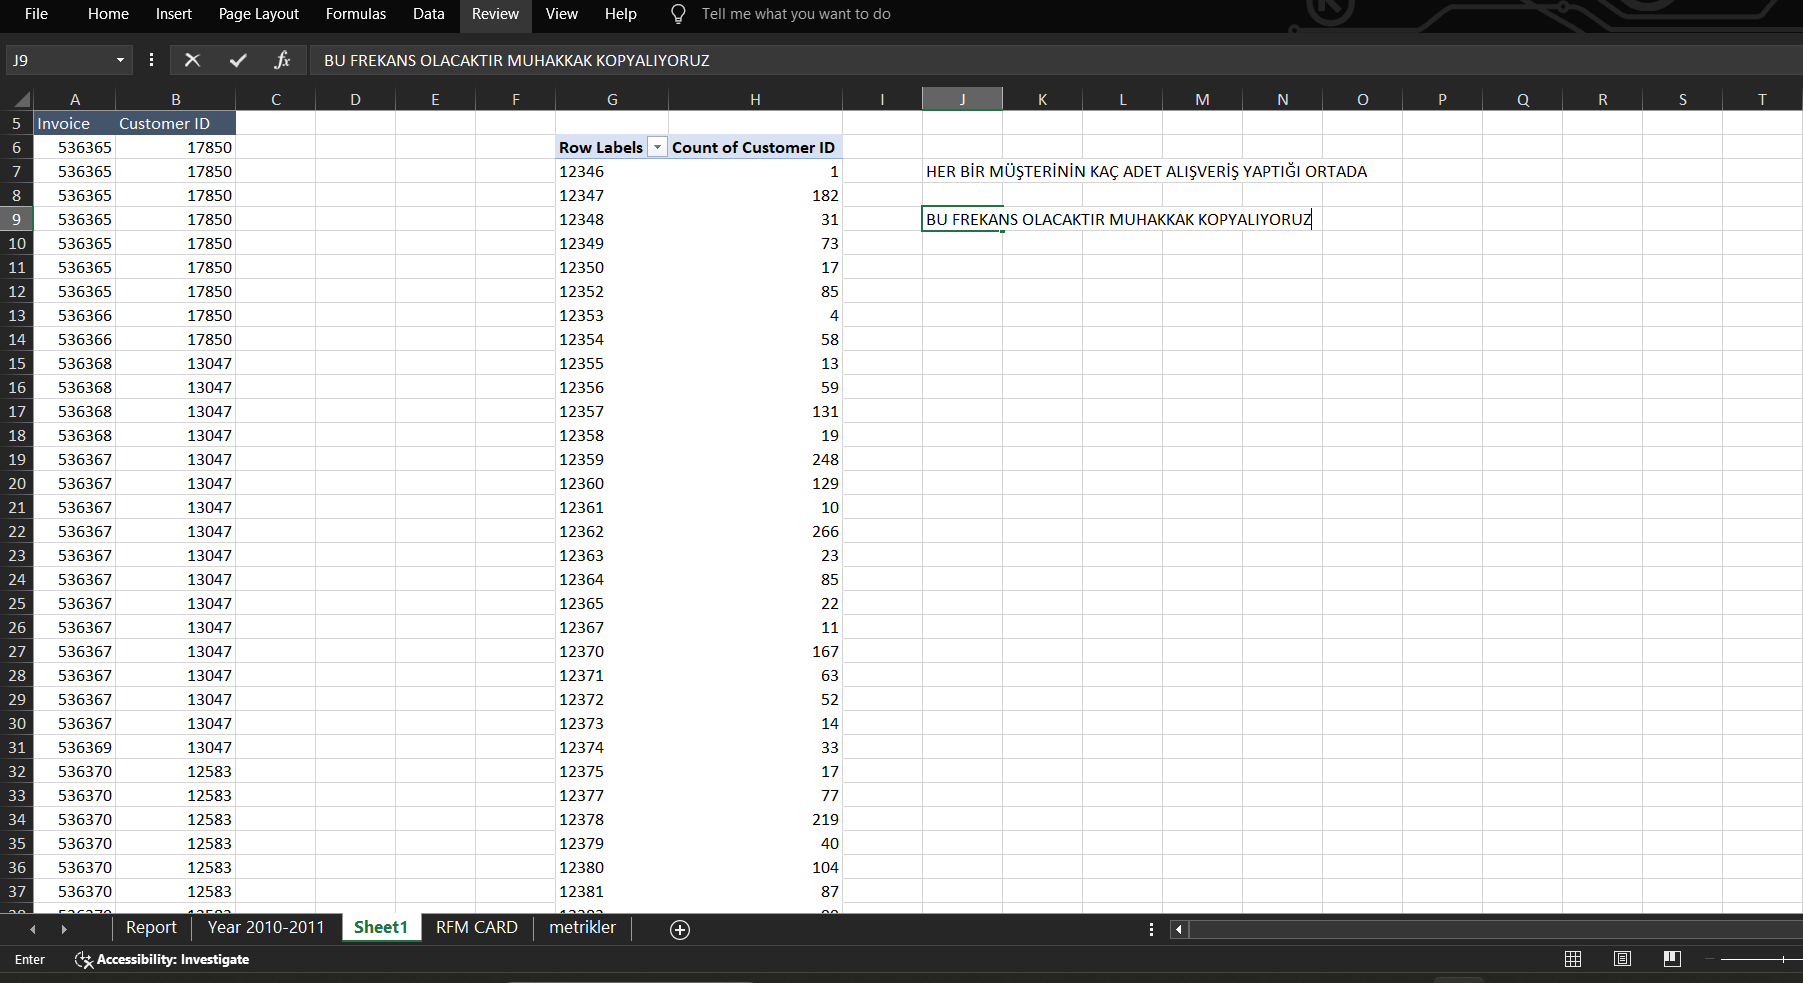 File Home Insert Page Layout Formulas Data Review View Help Tell me what you want to do
J9 fx BU FREKANS OLACAKTIR MUHAKKAK KOPYALIYORUZ
A B C D E F G H I J K L M N O P Q R S T
5 Invoice Customer ID
6 536365 17850 Row Labels Count of Customer ID
7 536365 17850 12346 1 HER BİR MÜŞTERİNİN KAÇ ADET ALIŞVERİŞ YAPTIĞI ORTADA
8 536365 17850 12347 182
9 536365 17850 12348 31 BU FREKANS OLACAKTIR MUHAKKAK KOPYALIYORUZ
10 536365 17850 12349 73
11 536365 17850 12350 17
12 536365 17850 12352 85
13 536366 17850 12353 4
14 536366 17850 12354 58
15 536368 13047 12355 13
16 536368 13047 12356 59
17 536368 13047 12357 131
18 536368 13047 12358 19
19 536367 13047 12359 248
20 536367 13047 12360 129
21 536367 13047 12361 10
22 536367 13047 12362 266
23 536367 13047 12363 23
24 536367 13047 12364 85
25 536367 13047 12365 22
26 536367 13047 12367 11
27 536367 13047 12370 167
28 536367 13047 12371 63
29 536367 13047 12372 52
30 536367 13047 12373 14
31 536369 13047 12374 33
32 536370 12583 12375 17
33 536370 12583 12377 77
34 536370 12583 12378 219
35 536370 12583 12379 40
36 536370 12583 12380 104
37 536370 12583 12381 87
Report Year 2010-2011 Sheet1 RFM CARD metrikler
Enter Accessibility: Investigate